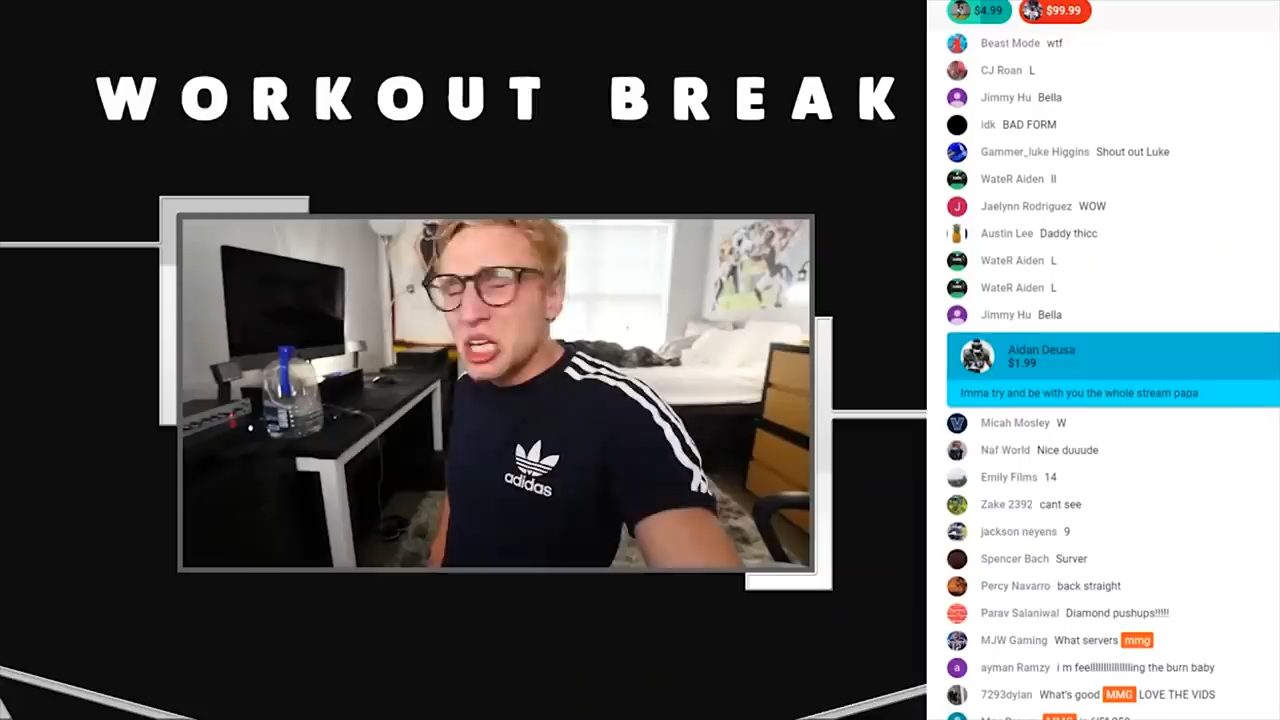 $4.99 $99.99
Beast Mode wtf
CJ Roan L
Jimmy Hu Bella
WORKOUT BREAK
idk BAD FORM
Gammer_luke Higgins Shout out Luke
WateR Aiden II
Jaelynn Rodriguez WOW
Austin Lee Daddy thicc
WateR Aiden L
WateR Aiden L
Jimmy Hu Bella
Aidan Deusa
$1.99
Imma try and be with you the whole stream papa
Micah Mosley W
Naf World Nice duuude
Emily Films 14
adidas
Zake 2392 cant see
jackson neyens 9
Spencer Bach Surver
Percy Navarro back straight
Parav Salaniwal Diamond pushups!!!!!
MJW Gaming What servers mmg
a
ayman Ramzy i m feellllllllllllllling the burn baby
7293dylan What's good MMG LOVE THE VIDS